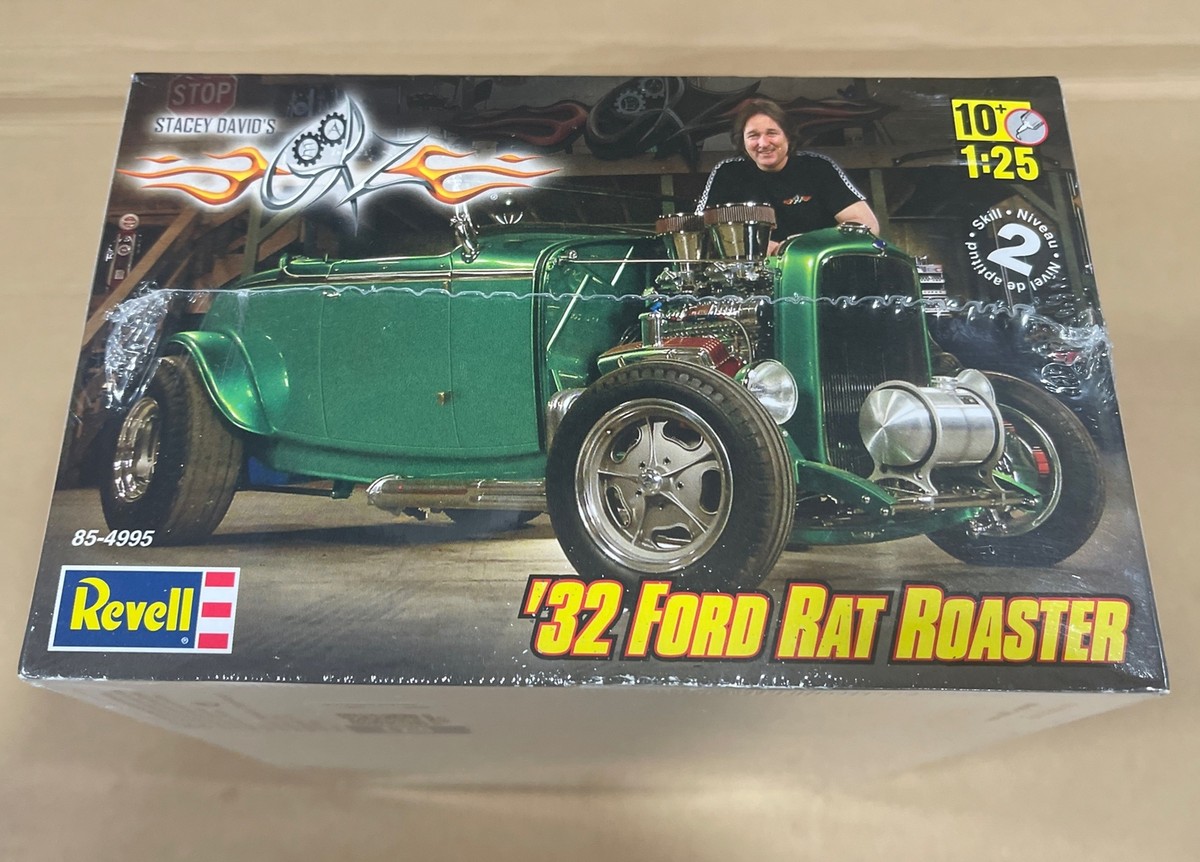 STOP
STACEY DAVID'S
GZ
10+
1:25
Skill • Niveau • Nivel de aptitud •
2
85-4995
Revell®
'32 FORD RAT ROASTER